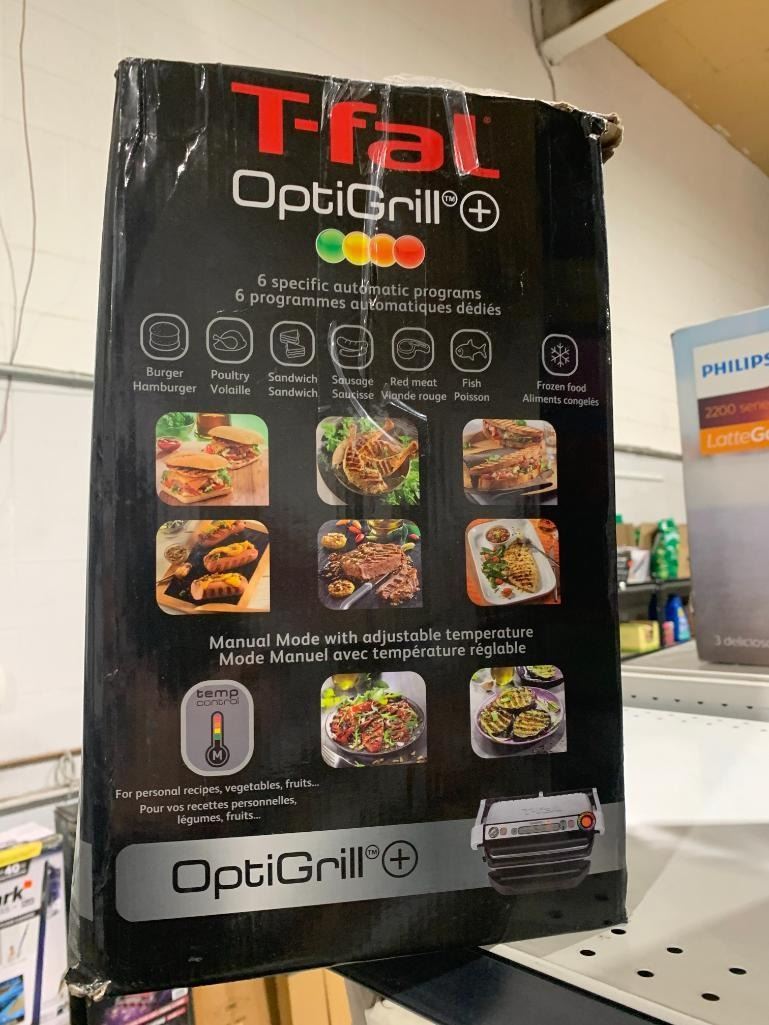 T-fal
OptiGrill™ +
6 specific automatic programs
6 programmes automatiques dédiés
Burger
Hamburger
Poultry
Volaille
Sandwich
Sandwich
Sausage
Saucisse
Red meat
Viande rouge
Fish
Poisson
Frozen food
Aliments congelés
Manual Mode with adjustable temperature
Mode Manuel avec température réglable
temp
control
M
For personal recipes, vegetables, fruits...
Pour vos recettes personnelles,
légumes, fruits...
OptiGrill™ +
PHILIPS
2200